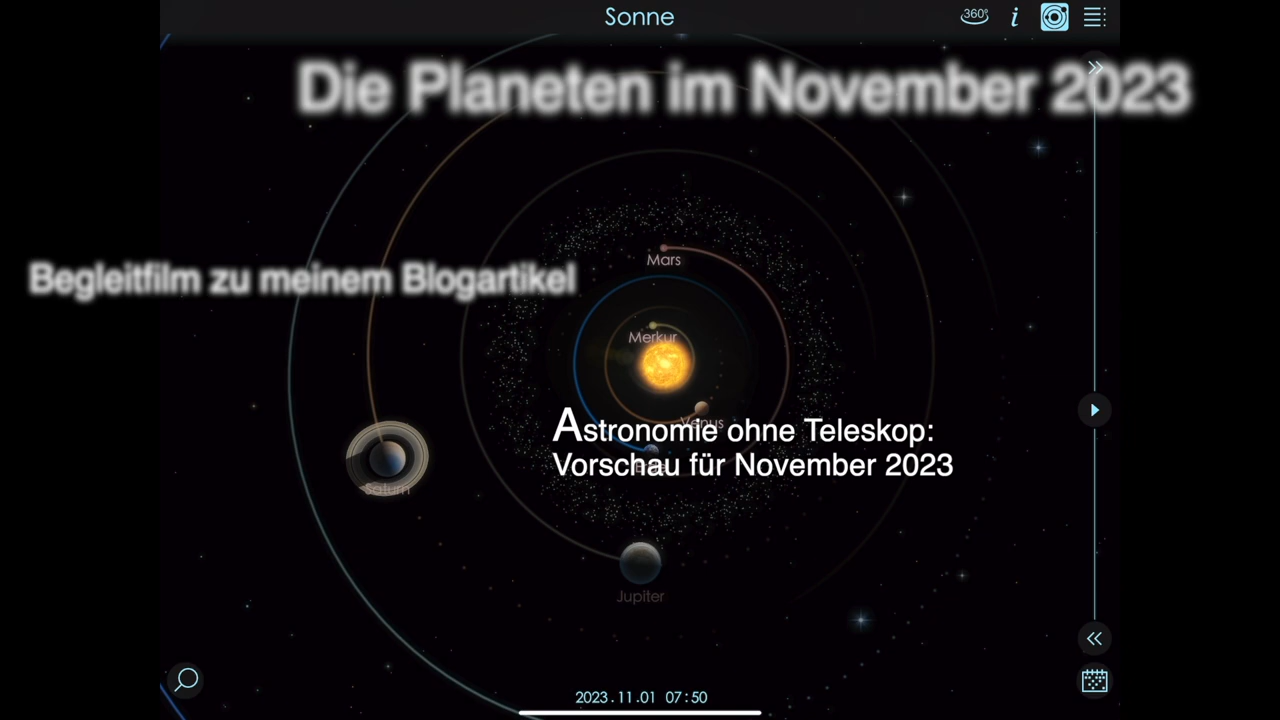 Sonne
360°
i
Die Planeten im November 2023
Mars
Begleitfilm zu meinem Blogartikel
Merkur
Venus
Astronomie ohne Teleskop:
Vorschau für November 2023
Saturn
Jupiter
2023.11.01 07:50